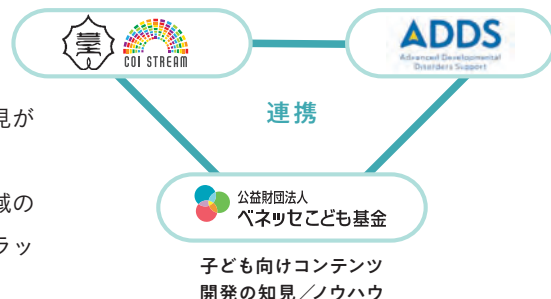 COI STREAM
ADDS
Advanced Developmental
Disorders Support
見が
連携
域の
公益財団法人
ベネッセこども基金
ラッ
子ども向けコンテンツ
開発の知見／ノウハウ